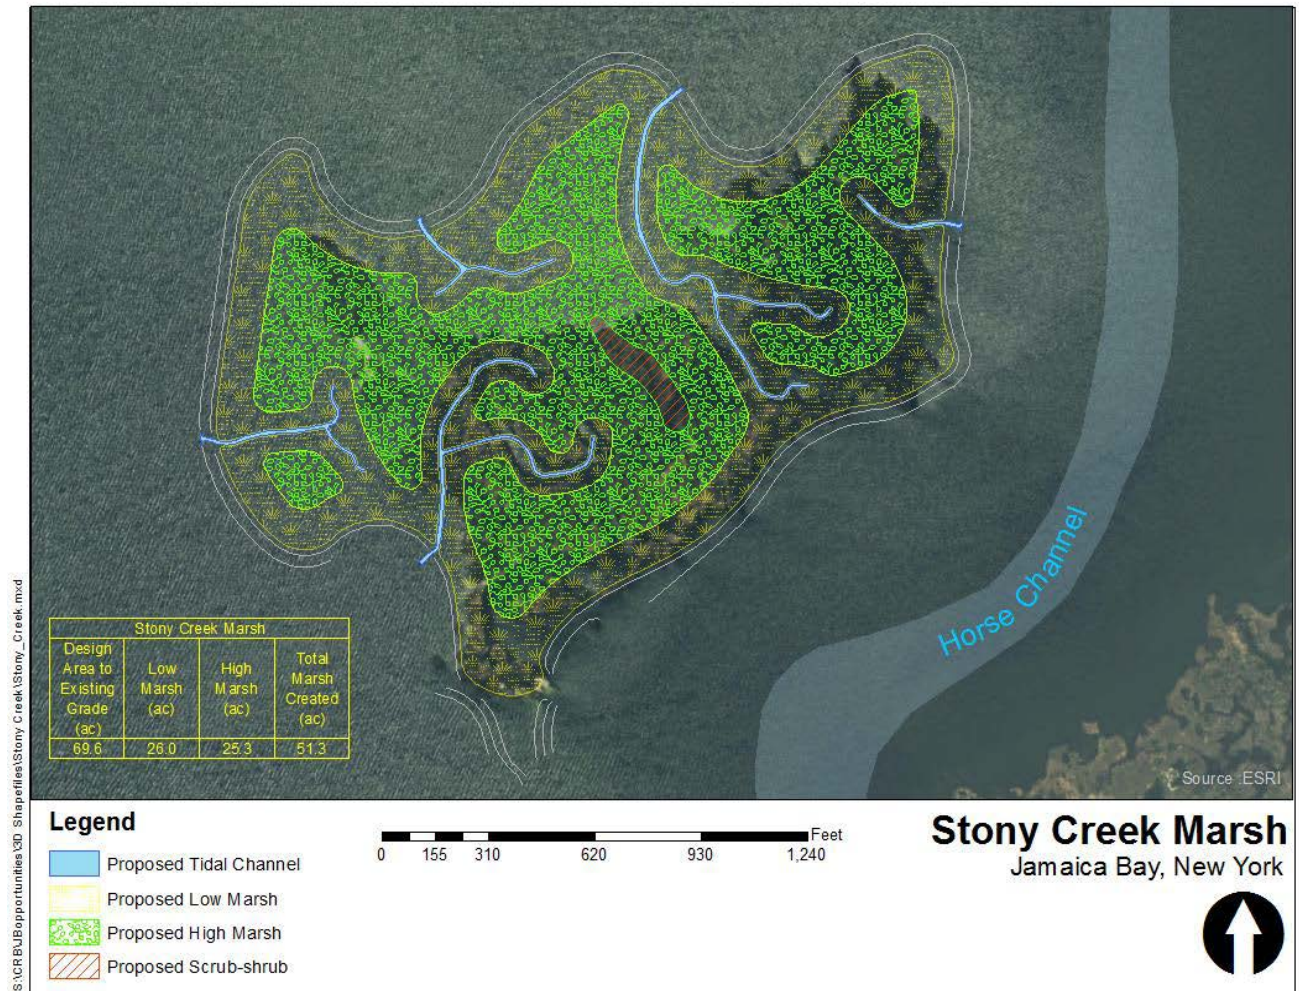 Horse Channel
Stony Creek Marsh
Design Area to Existing Grade (ac)
Low Marsh (ac)
High Marsh (ac)
Total Marsh Created (ac)
69.6 26.0 25.3 51.3
Source :ESRI
S:\CRB\JBopportunities\3D Shapefiles\Stony Creek\Stony_Creek.mxd
Legend
Proposed Tidal Channel
Proposed Low Marsh
Proposed High Marsh
Proposed Scrub-shrub
Feet
0 155 310 620 930 1,240
Stony Creek Marsh
Jamaica Bay, New York